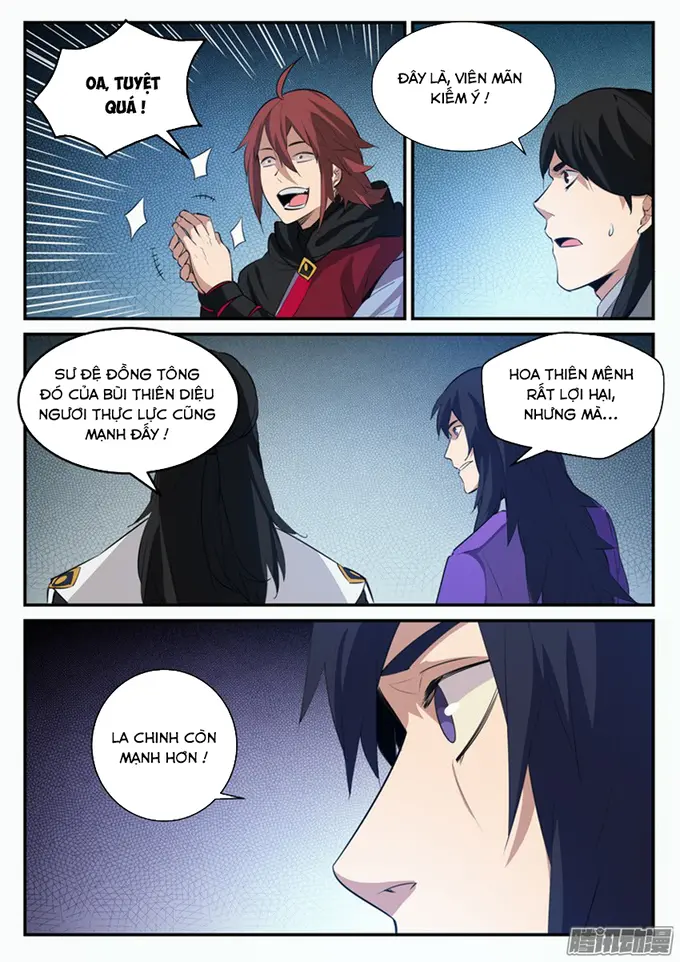 OA, TUYỆT
QUÁ !
ĐÂY LÀ, VIÊN MÃN
KIẾM Ý !
SƯ ĐỆ ĐỒNG TÔNG
ĐÓ CỦA BÙI THIÊN DIỆU
NGƯƠI THỰC LỰC CŨNG
MẠNH ĐẤY !
HOA THIÊN MỆNH
RẤT LỢI HẠI,
NHƯNG MÀ...
LA CHINH CÒN
MẠNH HƠN !
腾讯动漫